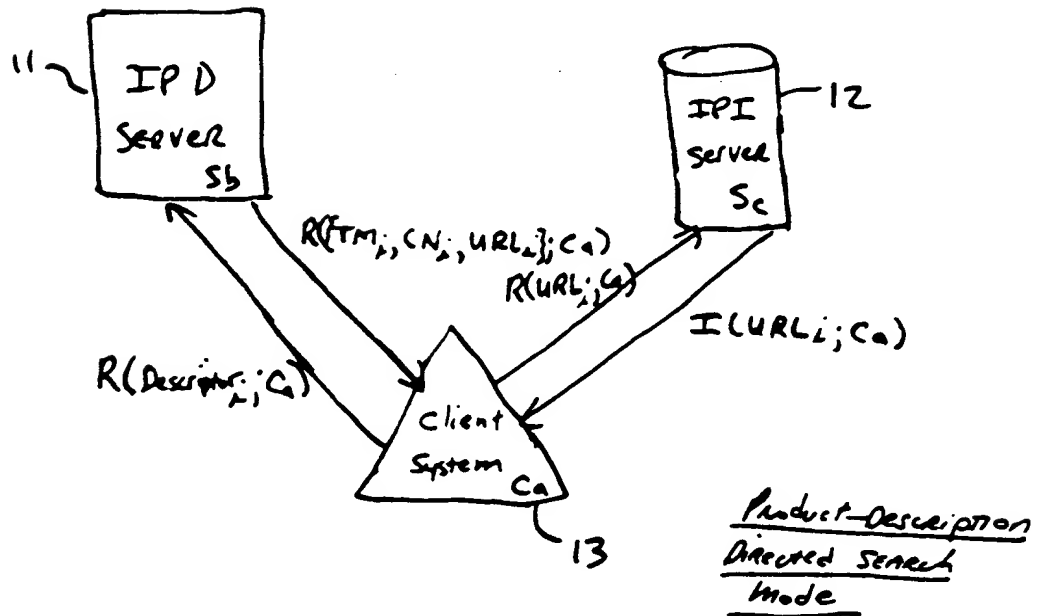 11
IPD
Server
Sb
IPI
Server
Sc
12
R({TMi, CNi, URLi}; Ca)
R(URLi; Ca)
I(URLi; Ca)
R(Descriptori; Ca)
Client
System
Ca
13
Product-Description
Directed Search
Mode